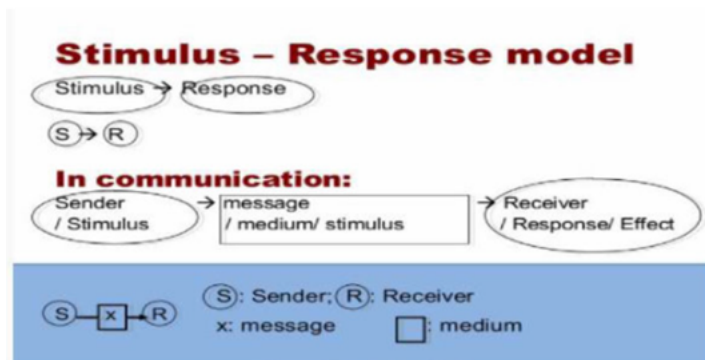 Stimulus – Response model
Stimulus → Response
S → R
In communication:
Sender → message → Receiver
/ Stimulus / medium/ stimulus / Response/ Effect
S x R S: Sender; R: Receiver
x: message : medium